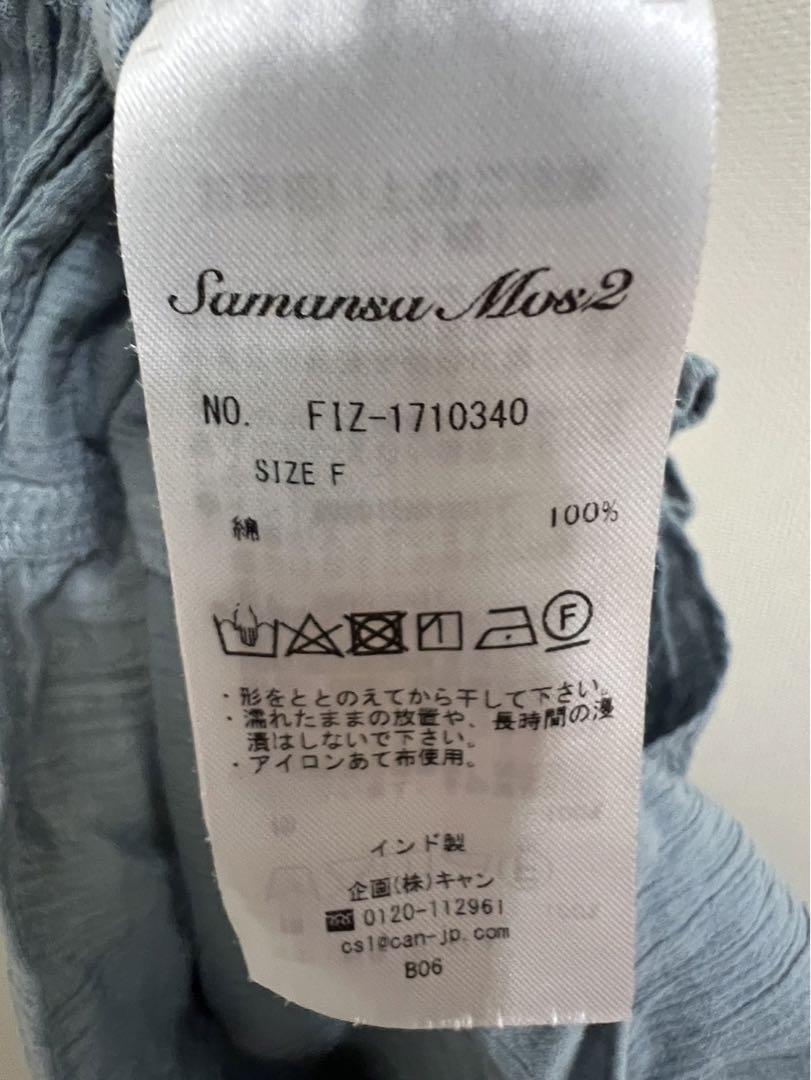 Samansa Mos2
NO. FIZ-1710340
SIZE F
綿 100%
F
・形をととのえてから干して下さい。
・濡れたままの放置や、長時間の浸
漬はしないで下さい。
・アイロンあて布使用。
インド製
企画(株)キャン
0120-112961
cs1@can-jp.com
B06